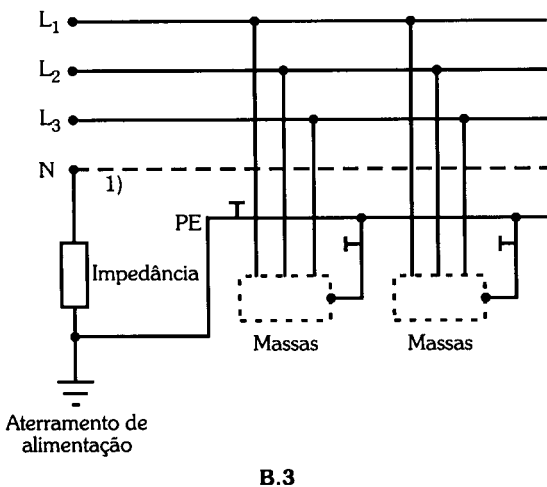 L₁
L₂
L₃
N
1)
PE
Impedância
Massas
Massas
Aterramento de
alimentação
B.3